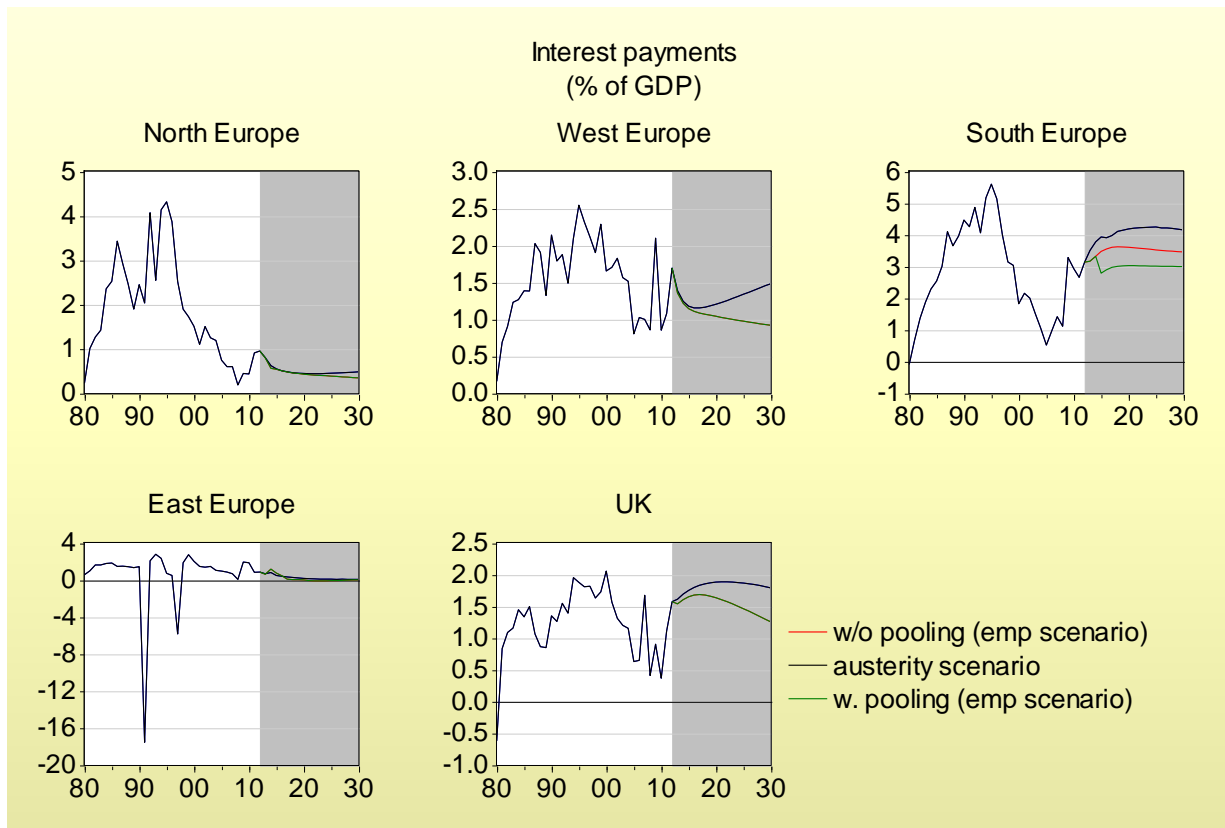 Interest payments
(% of GDP)
North Europe
West Europe
South Europe
5
4
3
2
1
0
80 90 00 10 20 30
3.0
2.5
2.0
1.5
1.0
0.5
0.0
80 90 00 10 20 30
6
5
4
3
2
1
0
-1
80 90 00 10 20 30
East Europe
UK
4
0
-4
-8
-12
-16
-20
80 90 00 10 20 30
2.5
2.0
1.5
1.0
0.5
0.0
-0.5
-1.0
80 90 00 10 20 30
w/o pooling (emp scenario)
austerity scenario
w. pooling (emp scenario)